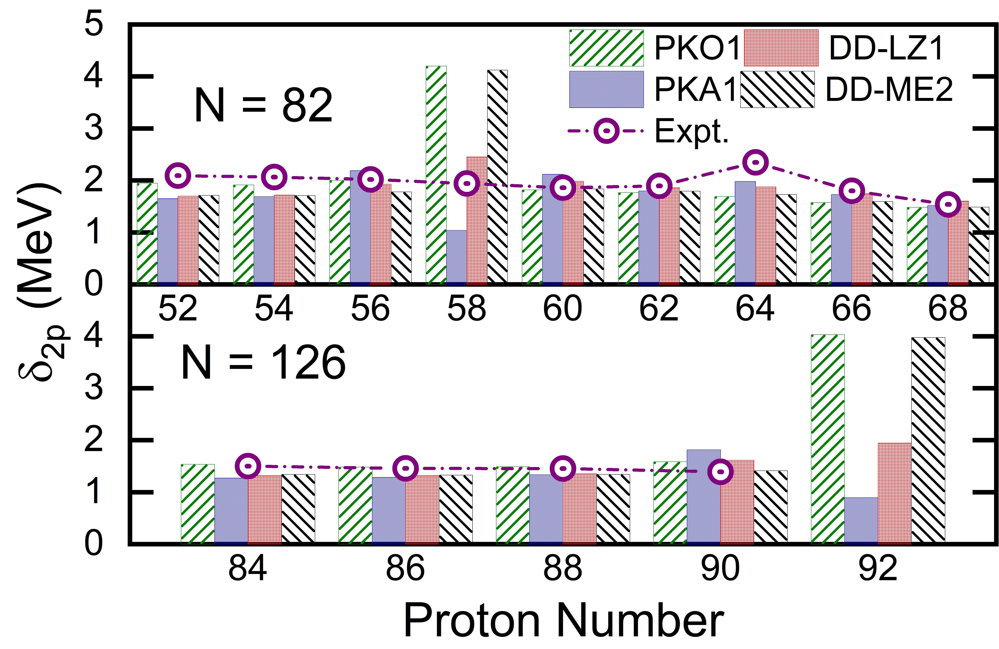 5
4
3
2
1
0
N = 82
PKO1 DD-LZ1
PKA1 DD-ME2
Expt.
52 54 56 58 60 62 64 66 68
δ2p (MeV)
4
3
2
1
0
N = 126
84 86 88 90 92
Proton Number